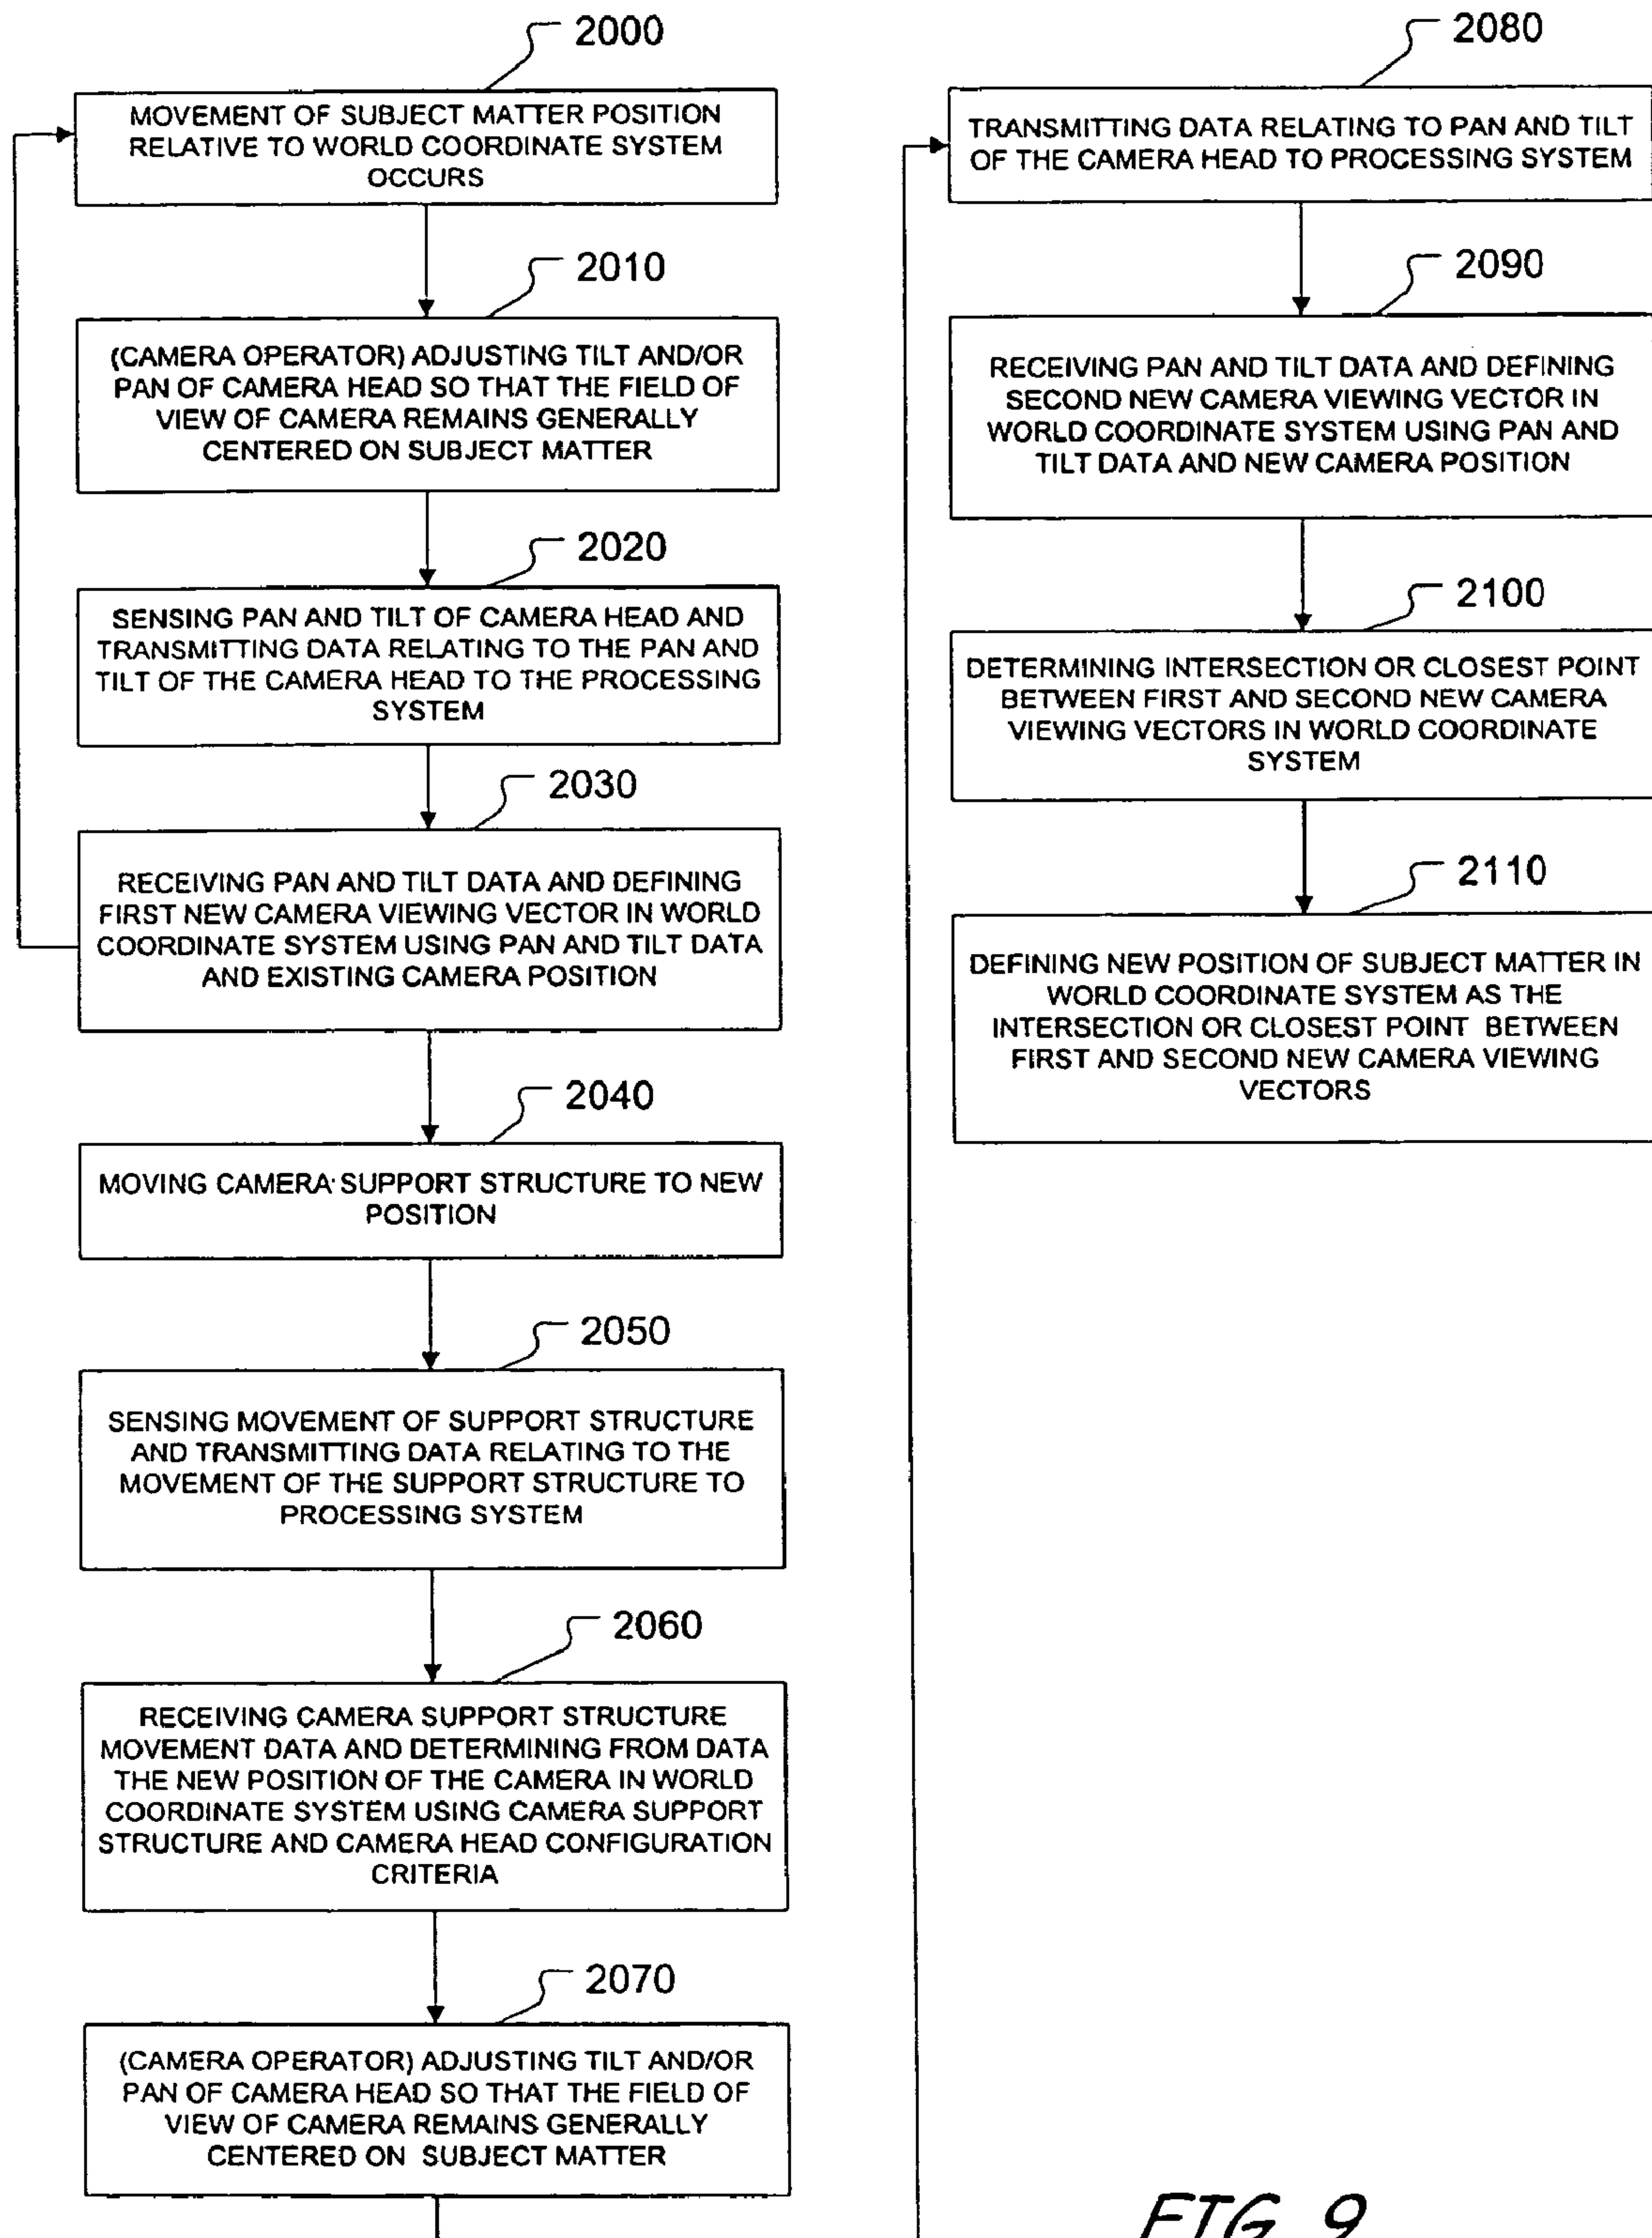 2000
MOVEMENT OF SUBJECT MATTER POSITION
RELATIVE TO WORLD COORDINATE SYSTEM
OCCURS
2010
(CAMERA OPERATOR) ADJUSTING TILT AND/OR
PAN OF CAMERA HEAD SO THAT THE FIELD OF
VIEW OF CAMERA REMAINS GENERALLY
CENTERED ON SUBJECT MATTER
2020
SENSING PAN AND TILT OF CAMERA HEAD AND
TRANSMITTING DATA RELATING TO THE PAN AND
TILT OF THE CAMERA HEAD TO THE PROCESSING
SYSTEM
2030
RECEIVING PAN AND TILT DATA AND DEFINING
FIRST NEW CAMERA VIEWING VECTOR IN WORLD
COORDINATE SYSTEM USING PAN AND TILT DATA
AND EXISTING CAMERA POSITION
2040
MOVING CAMERA SUPPORT STRUCTURE TO NEW
POSITION
2050
SENSING MOVEMENT OF SUPPORT STRUCTURE
AND TRANSMITTING DATA RELATING TO THE
MOVEMENT OF THE SUPPORT STRUCTURE TO
PROCESSING SYSTEM
2060
RECEIVING CAMERA SUPPORT STRUCTURE
MOVEMENT DATA AND DETERMINING FROM DATA
THE NEW POSITION OF THE CAMERA IN WORLD
COORDINATE SYSTEM USING CAMERA SUPPORT
STRUCTURE AND CAMERA HEAD CONFIGURATION
CRITERIA
2070
(CAMERA OPERATOR) ADJUSTING TILT AND/OR
PAN OF CAMERA HEAD SO THAT THE FIELD OF
VIEW OF CAMERA REMAINS GENERALLY
CENTERED ON SUBJECT MATTER
2080
TRANSMITTING DATA RELATING TO PAN AND TILT
OF THE CAMERA HEAD TO PROCESSING SYSTEM
2090
RECEIVING PAN AND TILT DATA AND DEFINING
SECOND NEW CAMERA VIEWING VECTOR IN
WORLD COORDINATE SYSTEM USING PAN AND
TILT DATA AND NEW CAMERA POSITION
2100
DETERMINING INTERSECTION OR CLOSEST POINT
BETWEEN FIRST AND SECOND NEW CAMERA
VIEWING VECTORS IN WORLD COORDINATE
SYSTEM
2110
DEFINING NEW POSITION OF SUBJECT MATTER IN
WORLD COORDINATE SYSTEM AS THE
INTERSECTION OR CLOSEST POINT BETWEEN
FIRST AND SECOND NEW CAMERA VIEWING
VECTORS
FIG 9